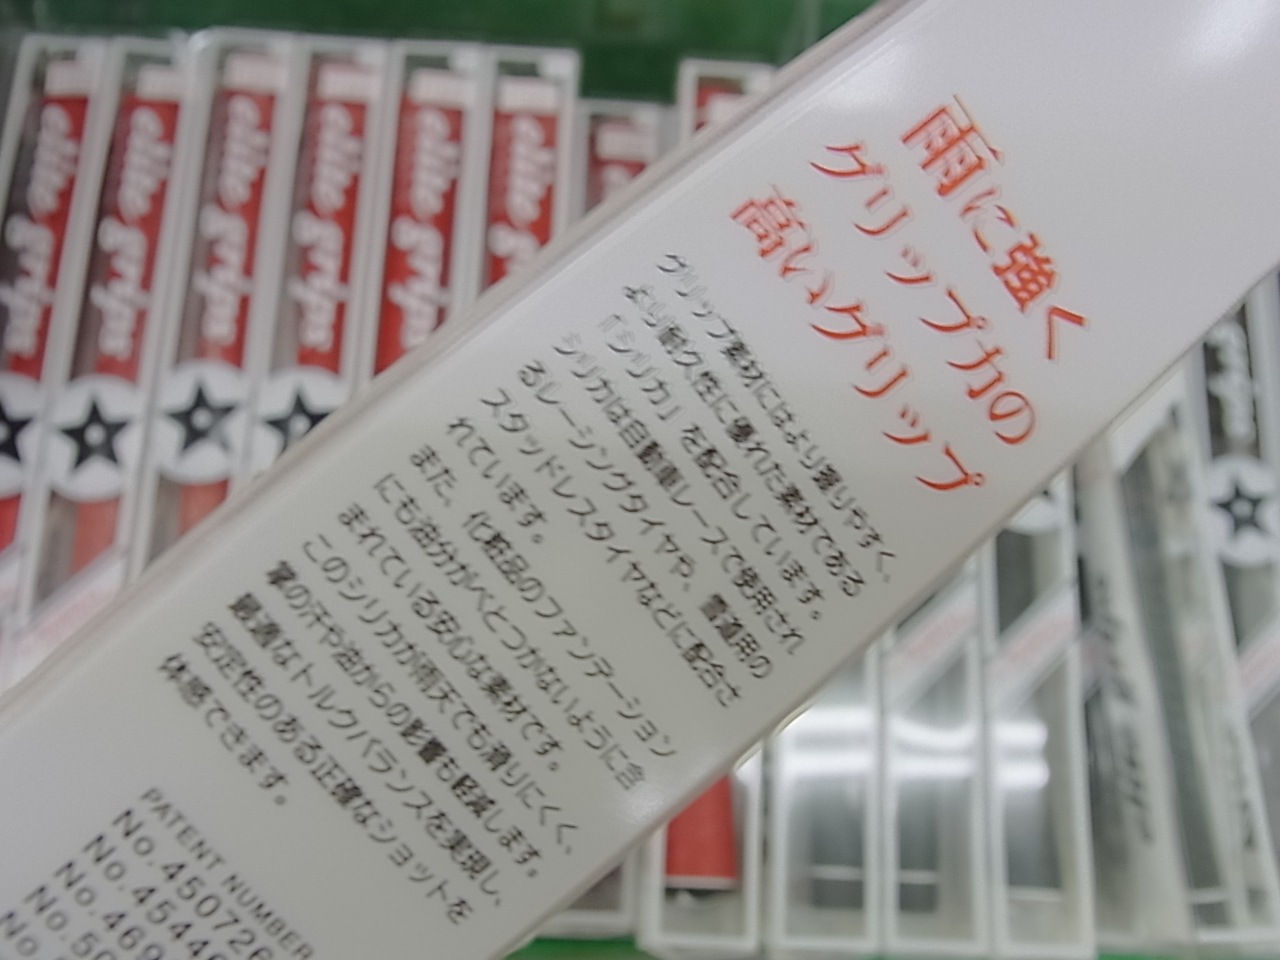 雨に強く
グリップ力の
高いグリップ
グリップ素材にはより握りやすく、
より耐久性に優れた素材である
『シリカ』を配合しています。
シリカは自動車レースで使用され
るレーシングタイヤや、雪道用の
スタッドレスタイヤなどに配合さ
れています。
また、化粧品のファンデーション
にも油分がべとつかないように含
まれている安心な素材です。
このシリカが雨天でも滑りにくく、
掌の汗や油からの影響も軽減します。
最適なトルクバランスを実現し、
安定性のある正確なショットを
体感できます。
PATENT NUMBER
No.450726
No.4544
No.469
No.50
No.
elite grips
elite grips
elite grips
elite grips
elite grips
elite grips